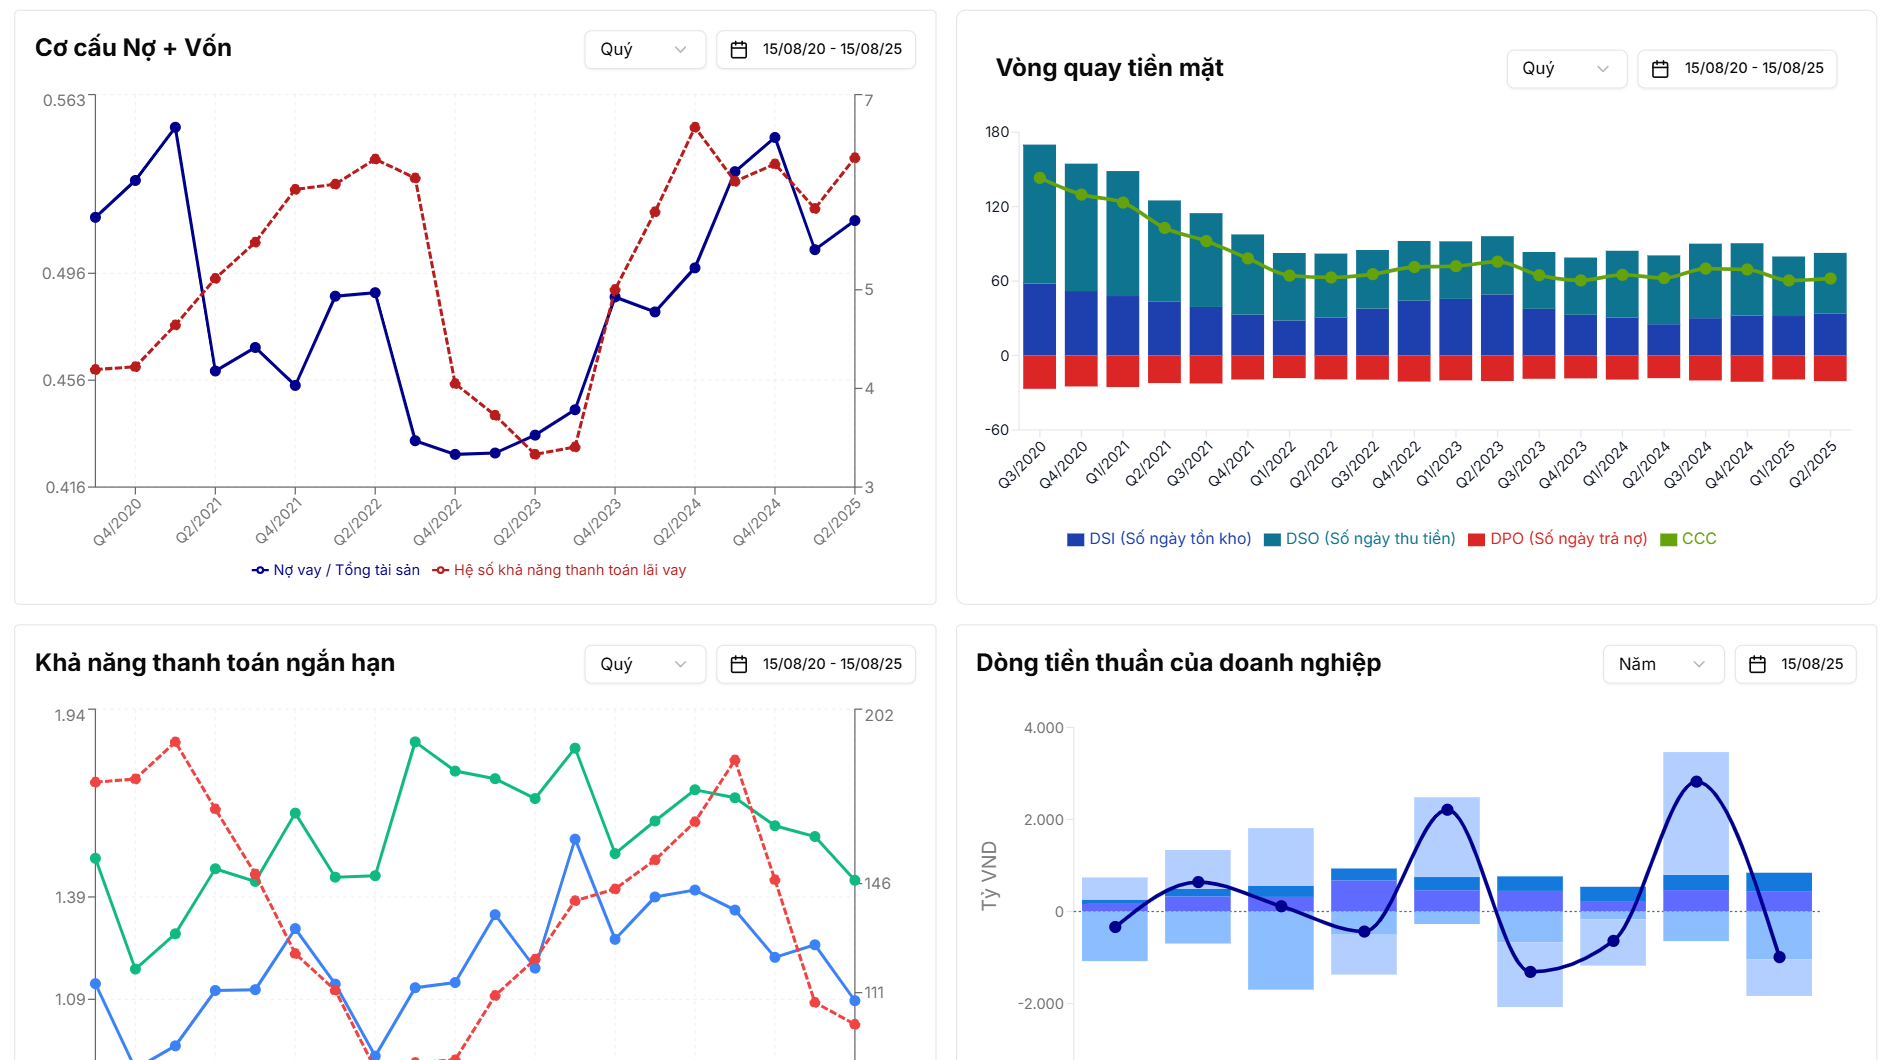 Cơ cấu Nợ + Vốn
Quý
15/08/20 - 15/08/25
0.563
0.496
0.456
0.416
7
5
4
3
Q4/2020
Q2/2021
Q4/2021
Q2/2022
Q4/2022
Q2/2023
Q4/2023
Q2/2024
Q4/2024
Q2/2025
Nợ vay / Tổng tài sản
Hệ số khả năng thanh toán lãi vay
Vòng quay tiền mặt
Quý
15/08/20 - 15/08/25
180
120
60
0
-60
Q3/2020
Q4/2020
Q1/2021
Q2/2021
Q3/2021
Q4/2021
Q1/2022
Q2/2022
Q3/2022
Q4/2022
Q1/2023
Q2/2023
Q3/2023
Q4/2023
Q1/2024
Q2/2024
Q3/2024
Q4/2024
Q1/2025
Q2/2025
DSI (Số ngày tồn kho)
DSO (Số ngày thu tiền)
DPO (Số ngày trả nợ)
CCC
Khả năng thanh toán ngắn hạn
Quý
15/08/20 - 15/08/25
1.94
1.39
1.09
202
146
111
Dòng tiền thuần của doanh nghiệp
Năm
15/08/25
Tỷ VND
4.000
2.000
0
-2.000